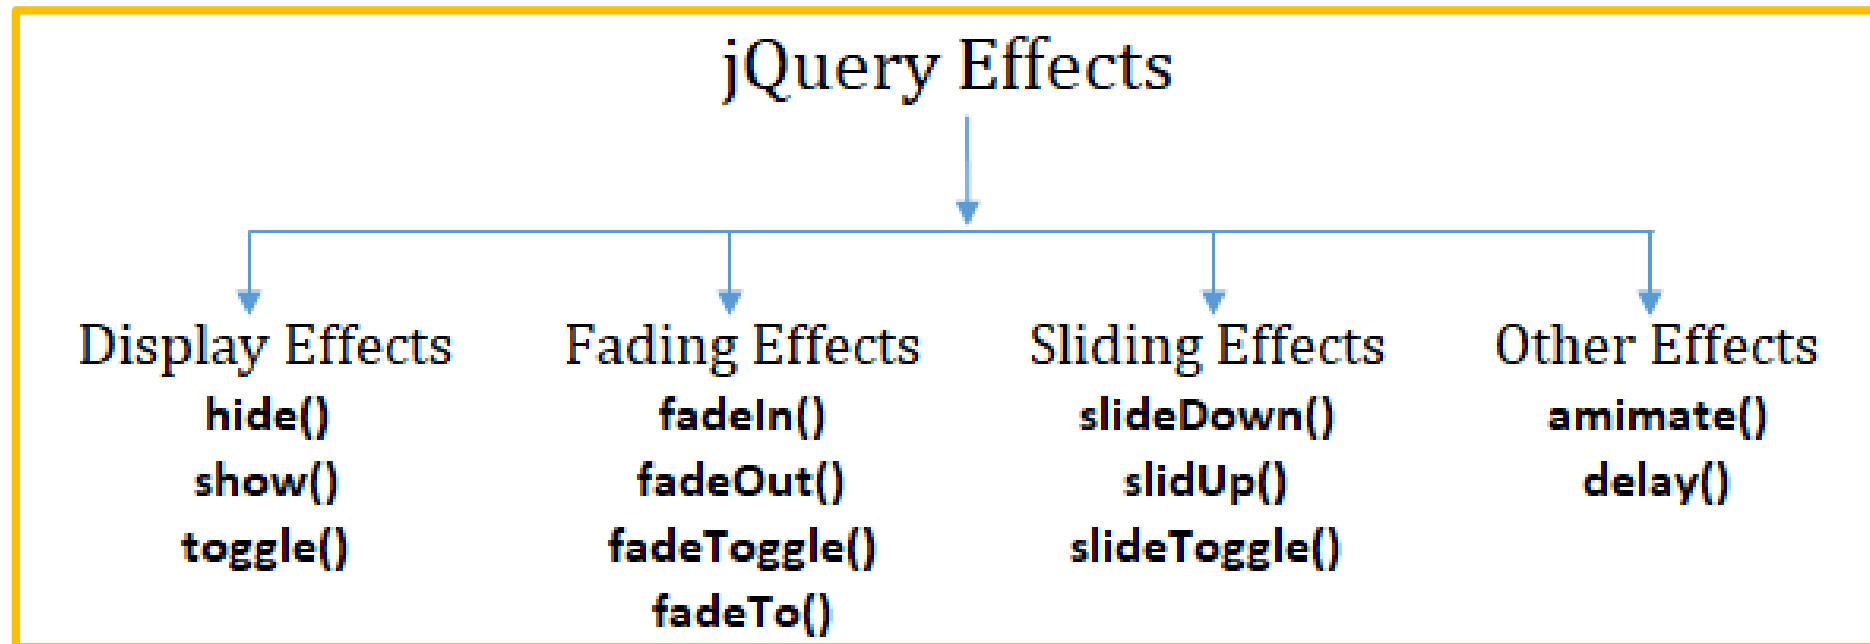 jQuery Effects
Display Effects
hide()
show()
toggle()
Fading Effects
fadeIn()
fadeOut()
fadeToggle()
fadeTo()
Sliding Effects
slideDown()
slidUp()
slideToggle()
Other Effects
amimate()
delay()